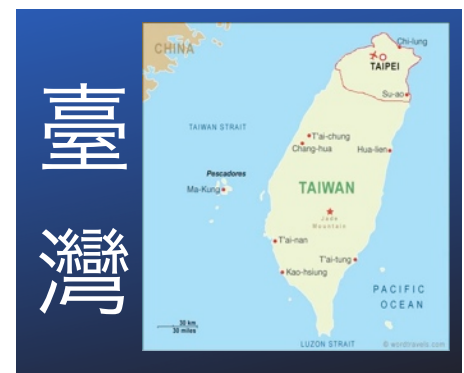 臺
灣
CHINA
Chi-lung
TAIPEI
Su-ao
TAIWAN STRAIT
T'ai-chung
Chang-hua
Hua-lien
Pescadores
Ma-Kung
TAIWAN
Jade
Mountain
T'ai-nan
T'ai-tung
Kao-hsiung
PACIFIC
OCEAN
30 km
30 miles
LUZON STRAIT
© wordtravels.com